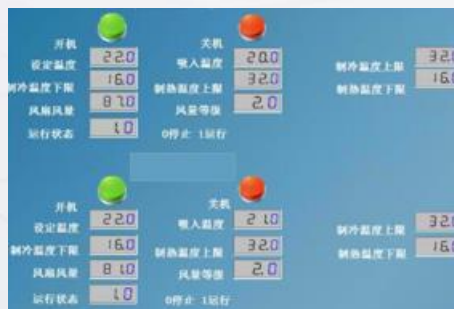 开机 关机
设定温度 22.0 吸入温度 20.0 制冷温度上限 32.0
制冷温度下限 16.0 制热温度上限 32.0 制热温度下限 16.0
风扇风量 87.0 风量等级 2.0
运行状态 1.0 0停止 1运行
开机 关机
设定温度 22.0 吸入温度 21.0 制冷温度上限 32.0
制冷温度下限 16.0 制热温度上限 32.0 制热温度下限 16.0
风扇风量 81.0 风量等级 2.0
运行状态 1.0 0停止 1运行